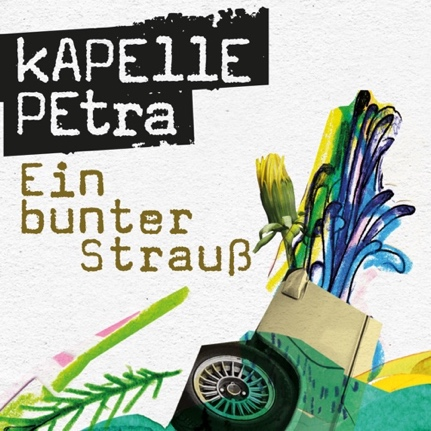 KAPElle
PEtra
Ein
bunter
Strauß